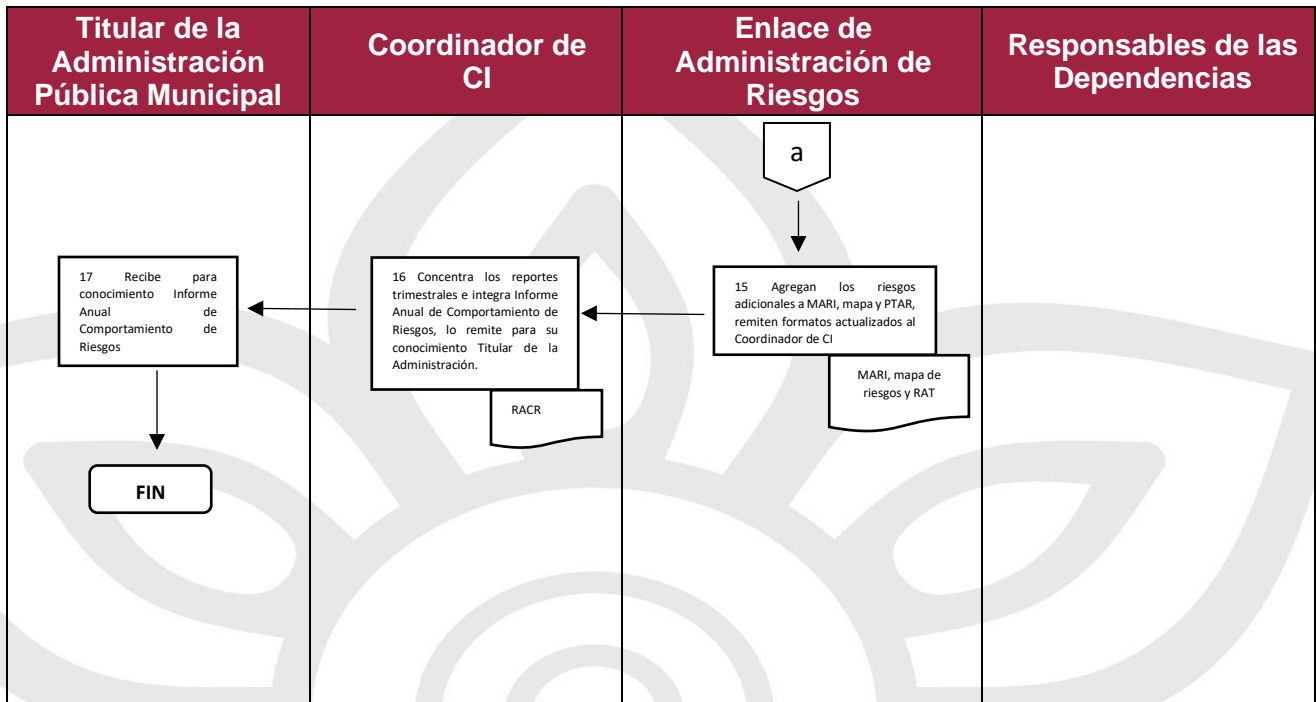 Titular de la
Administración
Pública Municipal
Coordinador de
CI
Enlace de
Administración de
Riesgos
Responsables de las
Dependencias
a
17 Recibe para
conocimiento Informe
Anual de
Comportamiento de
Riesgos
16 Concentra los reportes
trimestrales e integra Informe
Anual de Comportamiento de
Riesgos, lo remite para su
conocimiento Titular de la
Administración.
15 Agregan los riesgos
adicionales a MARI, mapa y PTAR,
remiten formatos actualizados al
Coordinador de CI
MARI, mapa de
riesgos y RAT
RACR
FIN